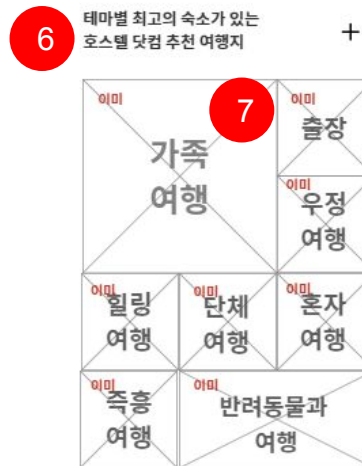 6
테마별 최고의 숙소가 있는
호스텔 닷컴 추천 여행지
+
7
이미
가족
여행
이미
출장
이미
우정
여행
이미
힐링
여행
이미
단체
여행
이미
혼자
여행
이미
즉흥
여행
이미
반려동물과
여행